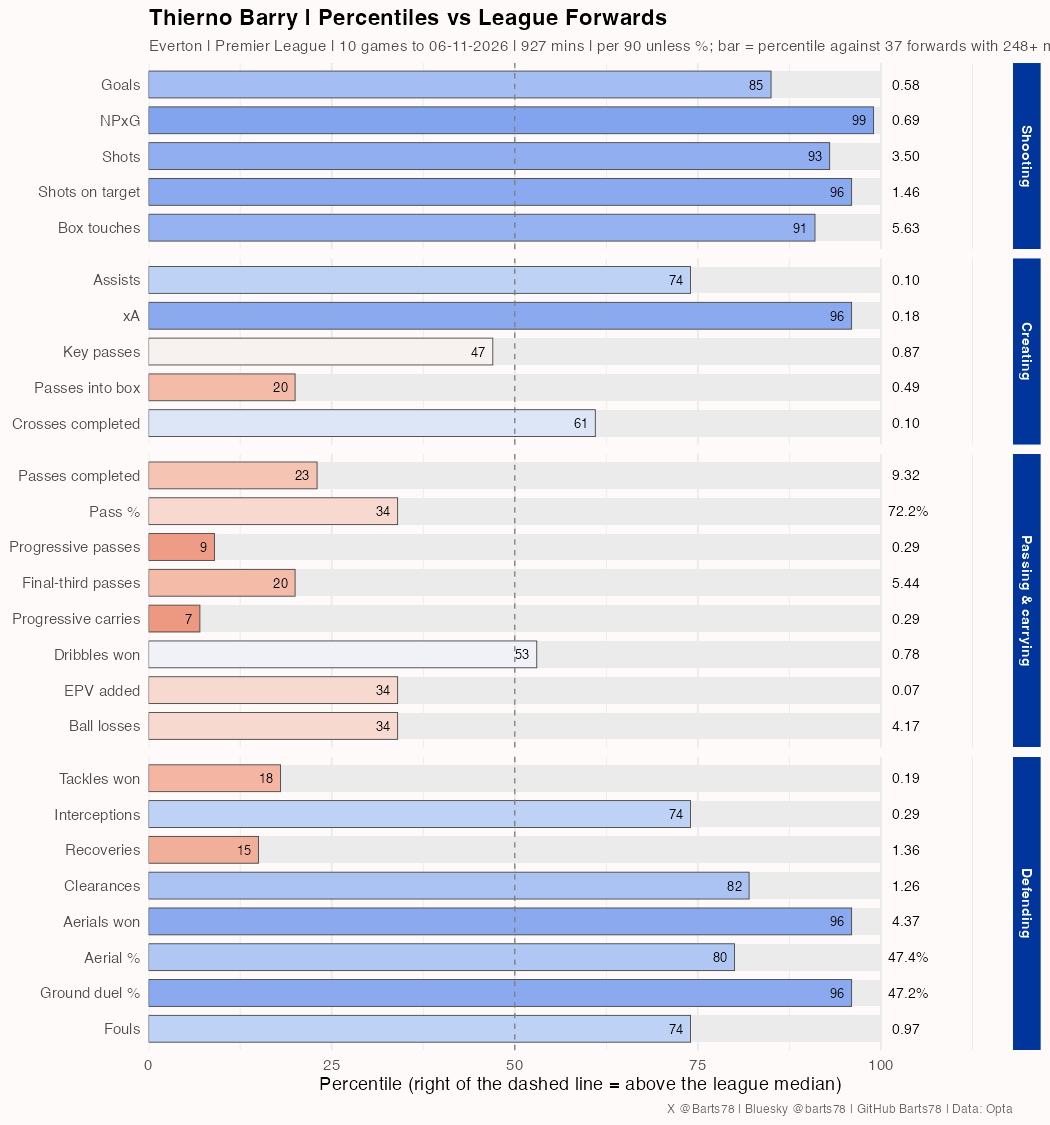 Thierno Barry | Percentiles vs League Forwards
Everton | Premier League | 10 games to 06-11-2026 | 927 mins | per 90 unless %; bar = percentile against 37 forwards with 248+
Goals 85 0.58
NPxG 99 0.69
Shots 93 3.50
Shots on target 96 1.46
Box touches 91 5.63
Shooting
Assists 74 0.10
xA 96 0.18
Key passes 47 0.87
Passes into box 20 0.49
Crosses completed 61 0.10
Creating
Passes completed 23 9.32
Pass % 34 72.2%
Progressive passes 9 0.29
Final-third passes 20 5.44
Progressive carries 7 0.29
Dribbles won 53 0.78
EPV added 34 0.07
Ball losses 34 4.17
Passing & carrying
Tackles won 18 0.19
Interceptions 74 0.29
Recoveries 15 1.36
Clearances 82 1.26
Aerials won 96 4.37
Aerial % 80 47.4%
Ground duel % 96 47.2%
Fouls 74 0.97
Defending
0 25 50 75 100
Percentile (right of the dashed line = above the league median)
X @Barts78 | Bluesky @barts78 | GitHub Barts78 | Data: Opta